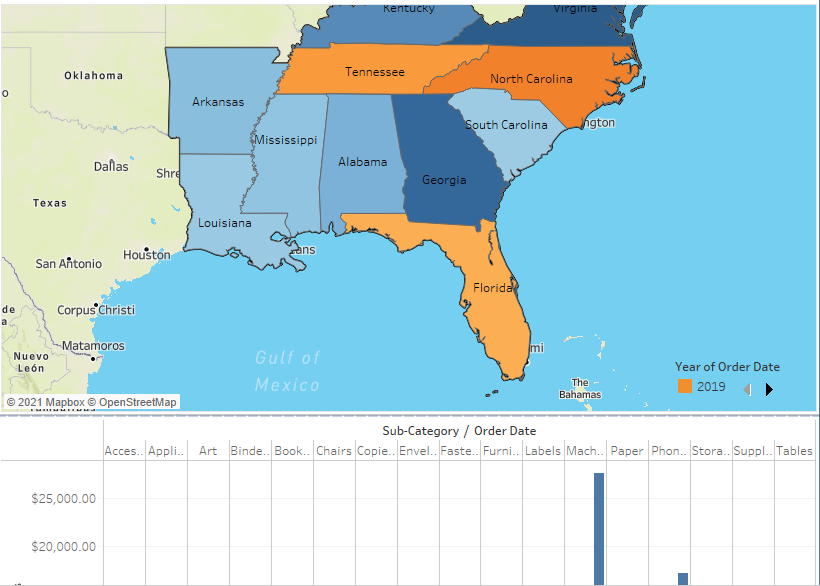 Kentucky
Virginia
Oklahoma
Tennessee
North Carolina
o
Arkansas
ngton
South Carolina
Mississippi
Dallas
Alabama
Shre
Georgia
Texas
Louisiana
Houston
ans
San Antonio
Florida
de
a
Corpus Christi
Matamoros
mi
Nuevo
León
Gulf of
Mexico
Year of Order Date
2019
The
Bahamas
© 2021 Mapbox © OpenStreetMap
Tamaulipas
Sub-Category / Order Date
Acces.. Appli.. Art Binde.. Book.. Chairs Copie.. Envel.. Faste.. Furni.. Labels Mach.. Paper Phon.. Stora.. Suppl.. Tables
$25,000.00
$20,000.00